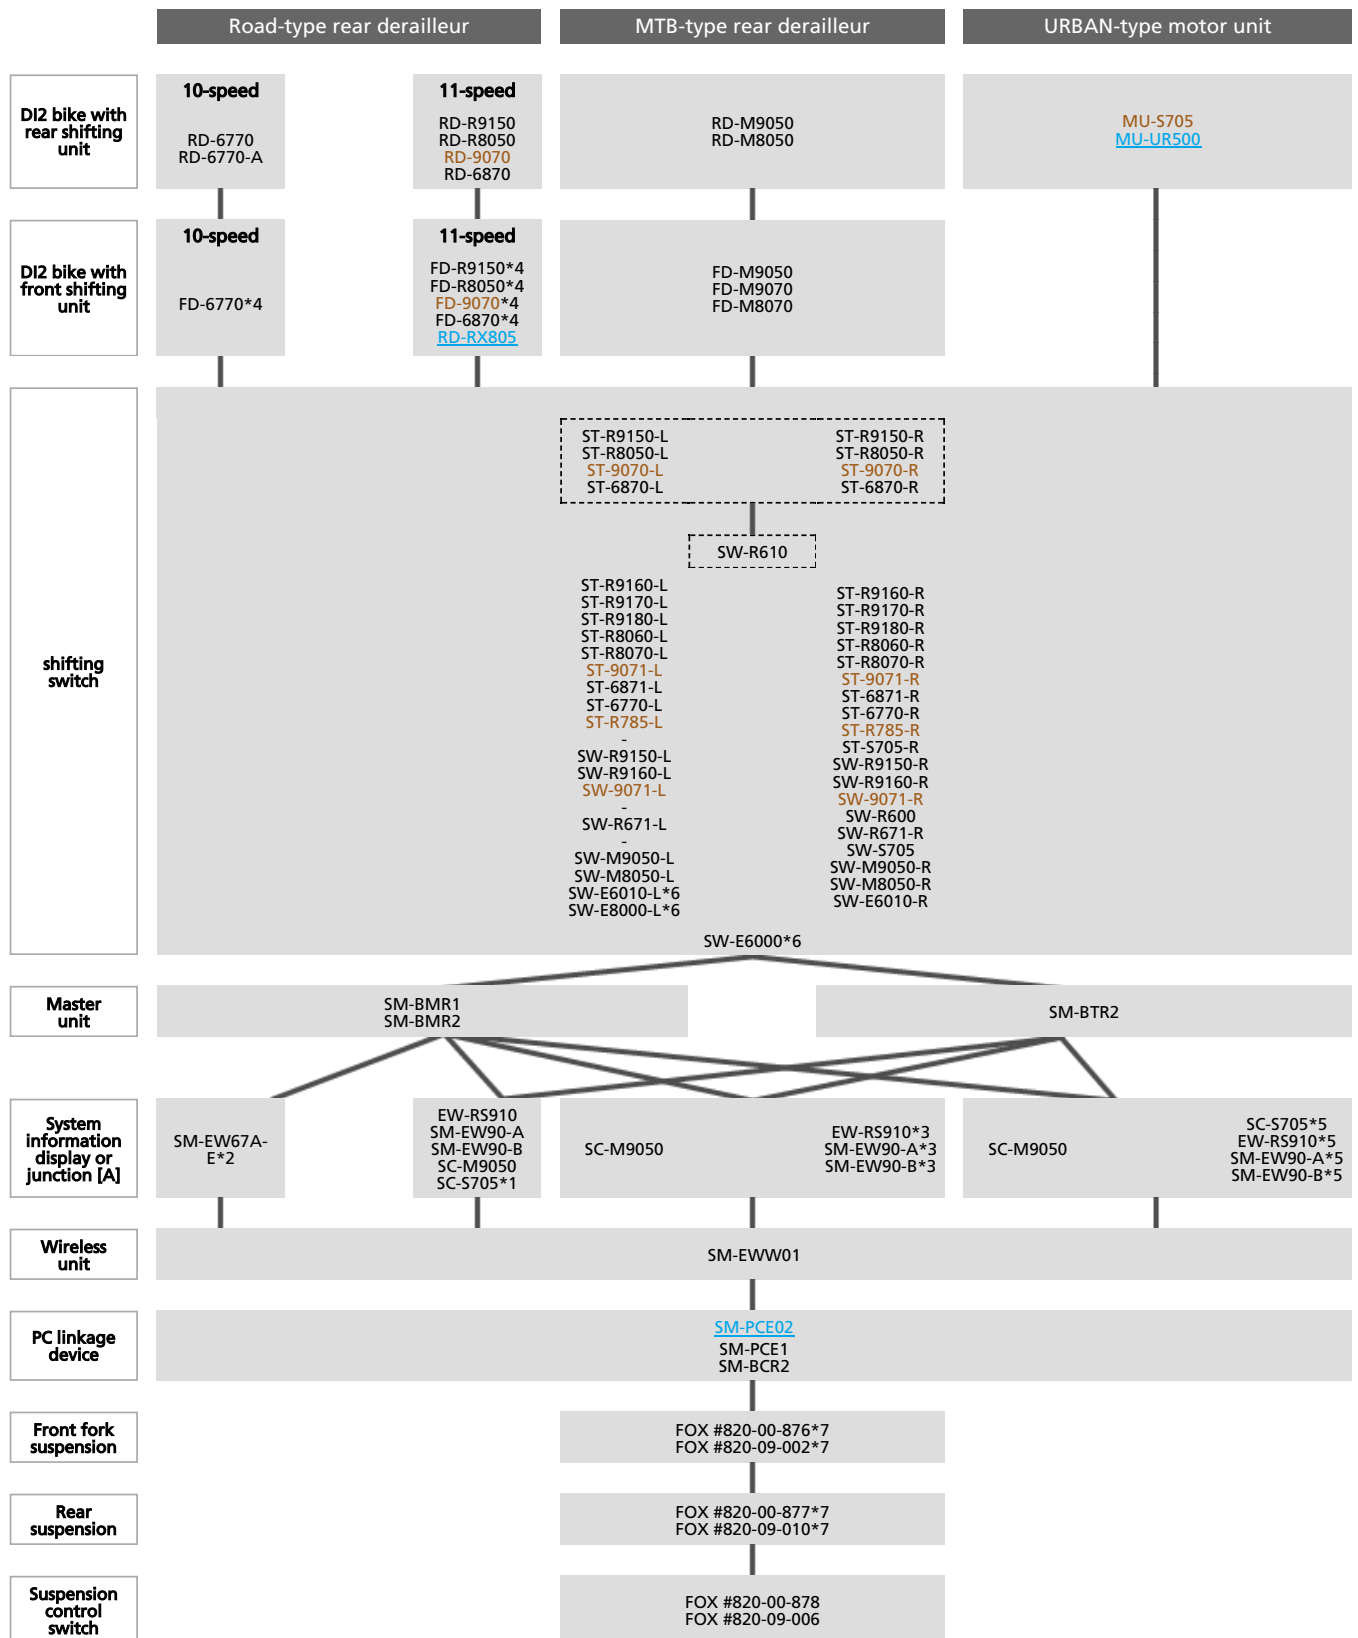 Road-type rear derailleur
MTB-type rear derailleur
URBAN-type motor unit
DI2 bike with
rear shifting
unit
10-speed
RD-6770
RD-6770-A
11-speed
RD-R9150
RD-R8050
RD-9070
RD-6870
RD-M9050
RD-M8050
MU-S705
MU-UR500
DI2 bike with
front shifting
unit
10-speed
FD-6770*4
11-speed
FD-R9150*4
FD-R8050*4
FD-9070*4
FD-6870*4
RD-RX805
FD-M9050
FD-M9070
FD-M8070
shifting
switch
ST-R9150-L
ST-R8050-L
ST-9070-L
ST-6870-L
ST-R9150-R
ST-R8050-R
ST-9070-R
ST-6870-R
SW-R610
ST-R9160-L
ST-R9170-L
ST-R9180-L
ST-R8060-L
ST-R8070-L
ST-9071-L
ST-6871-L
ST-6770-L
ST-R785-L
-
SW-R9150-L
SW-R9160-L
SW-9071-L
-
SW-R671-L
-
SW-M9050-L
SW-M8050-L
SW-E6010-L*6
SW-E8000-L*6
ST-R9160-R
ST-R9170-R
ST-R9180-R
ST-R8060-R
ST-R8070-R
ST-9071-R
ST-6871-R
ST-6770-R
ST-R785-R
ST-S705-R
SW-R9150-R
SW-R9160-R
SW-9071-R
SW-R600
SW-R671-R
SW-S705
SW-M9050-R
SW-M8050-R
SW-E6010-R
SW-E6000*6
Master
unit
SM-BMR1
SM-BMR2
SM-BTR2
System
information
display or
junction [A]
SM-EW67A-
E*2
EW-RS910
SM-EW90-A
SM-EW90-B
SC-M9050
SC-S705*1
SC-M9050
EW-RS910*3
SM-EW90-A*3
SM-EW90-B*3
SC-M9050
SC-S705*5
EW-RS910*5
SM-EW90-A*5
SM-EW90-B*5
Wireless
unit
SM-EWW01
PC linkage
device
SM-PCE02
SM-PCE1
SM-BCR2
Front fork
suspension
FOX #820-00-876*7
FOX #820-09-002*7
Rear
suspension
FOX #820-00-877*7
FOX #820-09-010*7
Suspension
control
switch
FOX #820-00-878
FOX #820-09-006